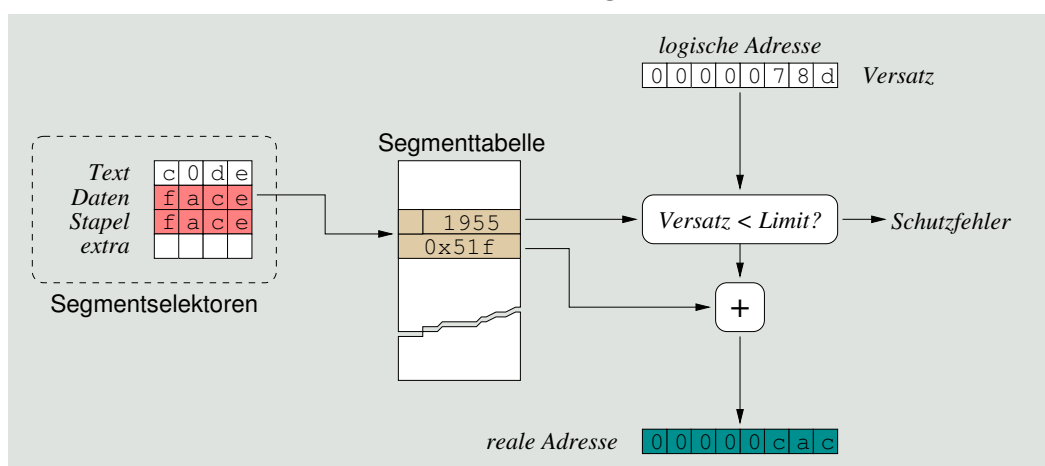 logische Adresse
0 0 0 0 0 7 8 d Versatz
Segmenttabelle
Text c 0 d e
Daten f a c e
Stapel f a c e
extra
Segmentselektoren
1955
0x51f
Versatz < Limit?
Schutzfehler
+
reale Adresse 0 0 0 0 0 c a c